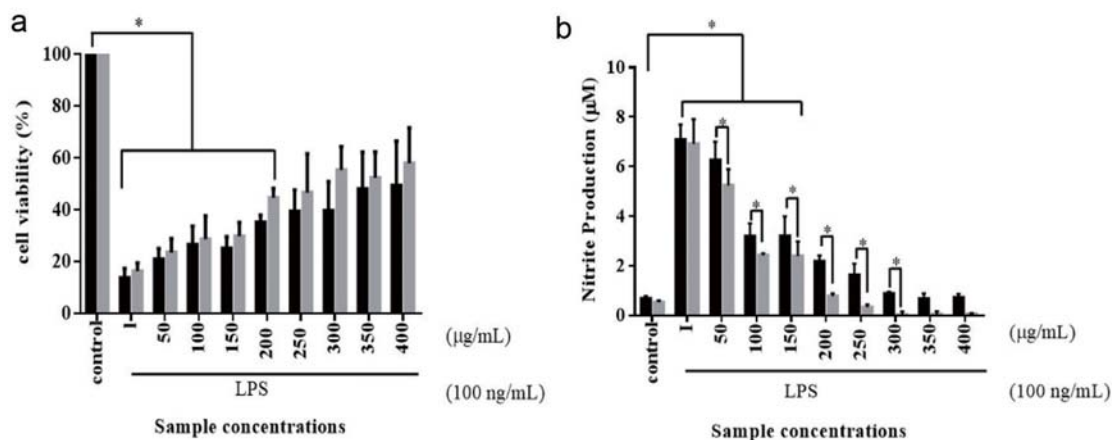 a
*
100
80
60
40
20
0
cell viability (%)
control
I
50
100
150
200
250
300
350
400
(μg/mL)
LPS
(100 ng/mL)
Sample concentrations
b
*
10
8
6
4
2
0
Nitrite Production (μM)
*
*
*
*
*
*
control
I
50
100
150
200
250
300
350
400
(μg/mL)
LPS
(100 ng/mL)
Sample concentrations